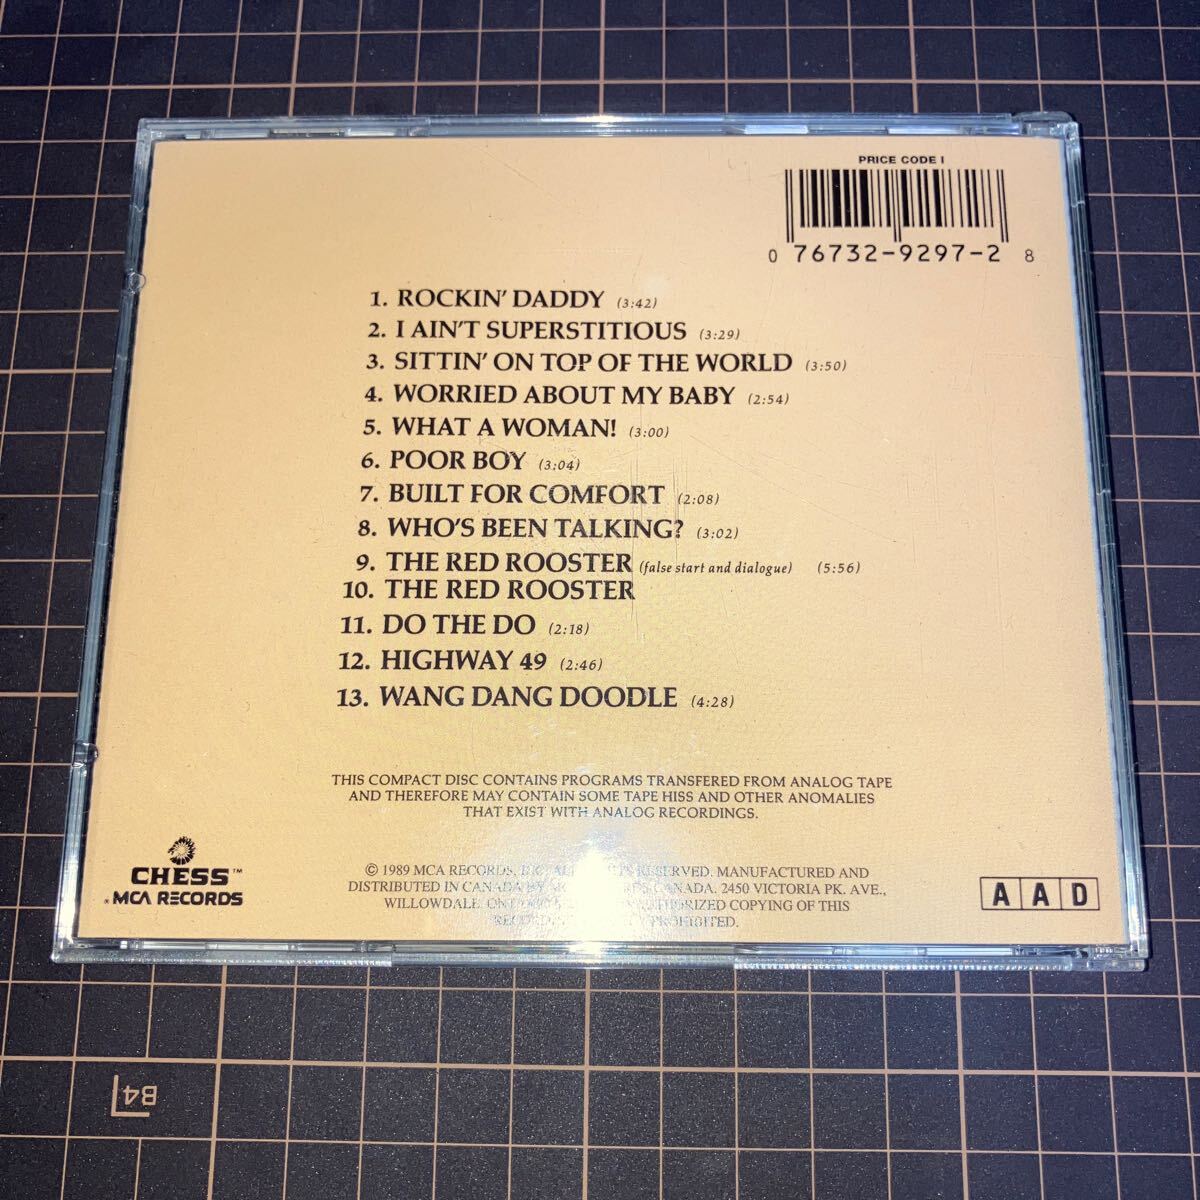 PRICE CODE I
0 76732-9297-2 8
1. ROCKIN' DADDY (3:42)
2. I AIN'T SUPERSTITIOUS (3:29)
3. SITTIN' ON TOP OF THE WORLD (3:50)
4. WORRIED ABOUT MY BABY (2:54)
5. WHAT A WOMAN! (3:00)
6. POOR BOY (3:04)
7. BUILT FOR COMFORT (2:08)
8. WHO'S BEEN TALKING? (3:02)
9. THE RED ROOSTER (false start and dialogue) (5:56)
10. THE RED ROOSTER
11. DO THE DO (2:18)
12. HIGHWAY 49 (2:46)
13. WANG DANG DOODLE (4:28)
THIS COMPACT DISC CONTAINS PROGRAMS TRANSFERED FROM ANALOG TAPE
AND THEREFORE MAY CONTAIN SOME TAPE HISS AND OTHER ANOMALIES
THAT EXIST WITH ANALOG RECORDINGS.
CHESS™
MCA RECORDS
© 1989 MCA RECORDS, RESERVED. MANUFACTURED AND
DISTRIBUTED IN CANADA BY CANADA. 2450 VICTORIA PK. AVE.,
WILLOWDALE, COPYING OF THIS
PROHIBITED.
A A D
B4